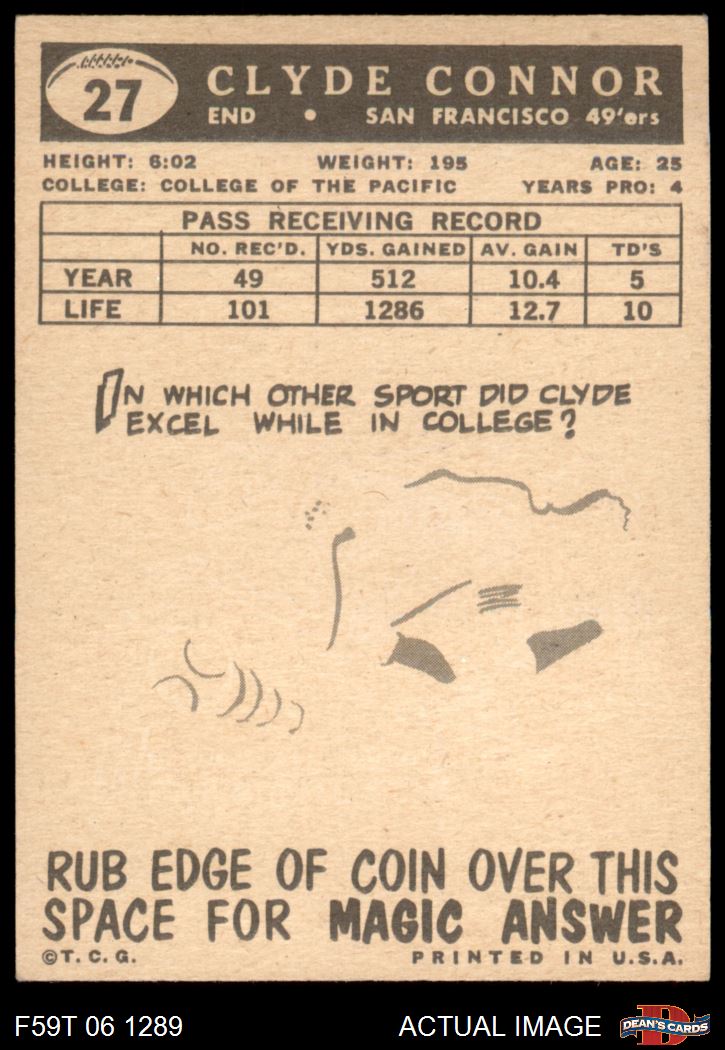 27
CLYDE CONNOR
END • SAN FRANCISCO 49'ers
HEIGHT: 6:02 WEIGHT: 195 AGE: 25
COLLEGE: COLLEGE OF THE PACIFIC YEARS PRO: 4
PASS RECEIVING RECORD
NO. REC'D. YDS. GAINED AV. GAIN TD'S
YEAR 49 512 10.4 5
LIFE 101 1286 12.7 10
IN WHICH OTHER SPORT DID CLYDE
EXCEL WHILE IN COLLEGE?
RUB EDGE OF COIN OVER THIS
SPACE FOR MAGIC ANSWER
©T.C.G. PRINTED IN U.S.A.
F59T 06 1289 ACTUAL IMAGE D DEAN'S CARDS